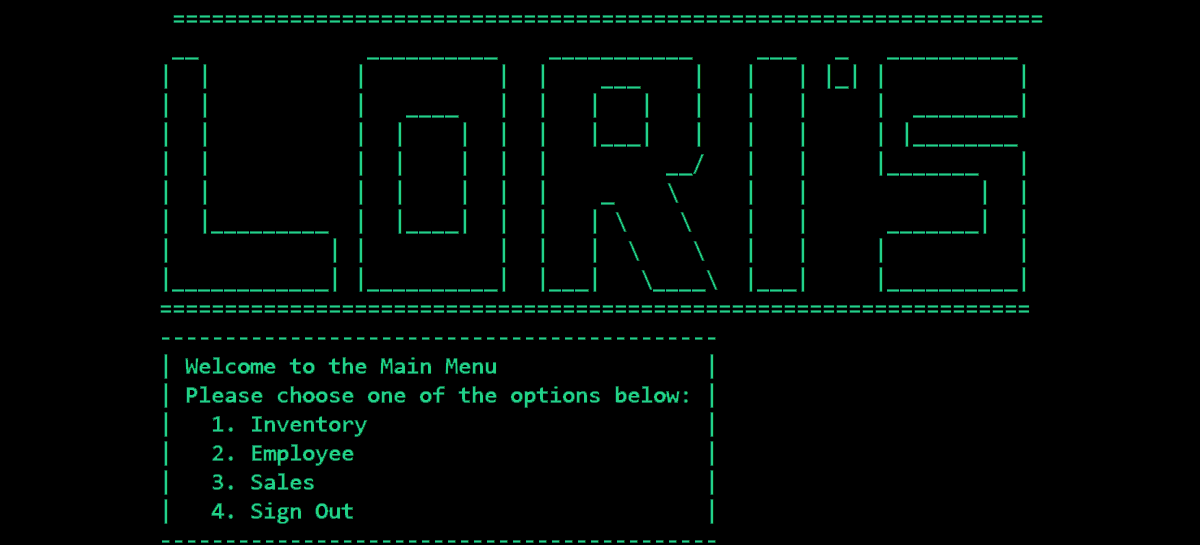 LORI'S
Welcome to the Main Menu
Please choose one of the options below:
1. Inventory
2. Employee
3. Sales
4. Sign Out